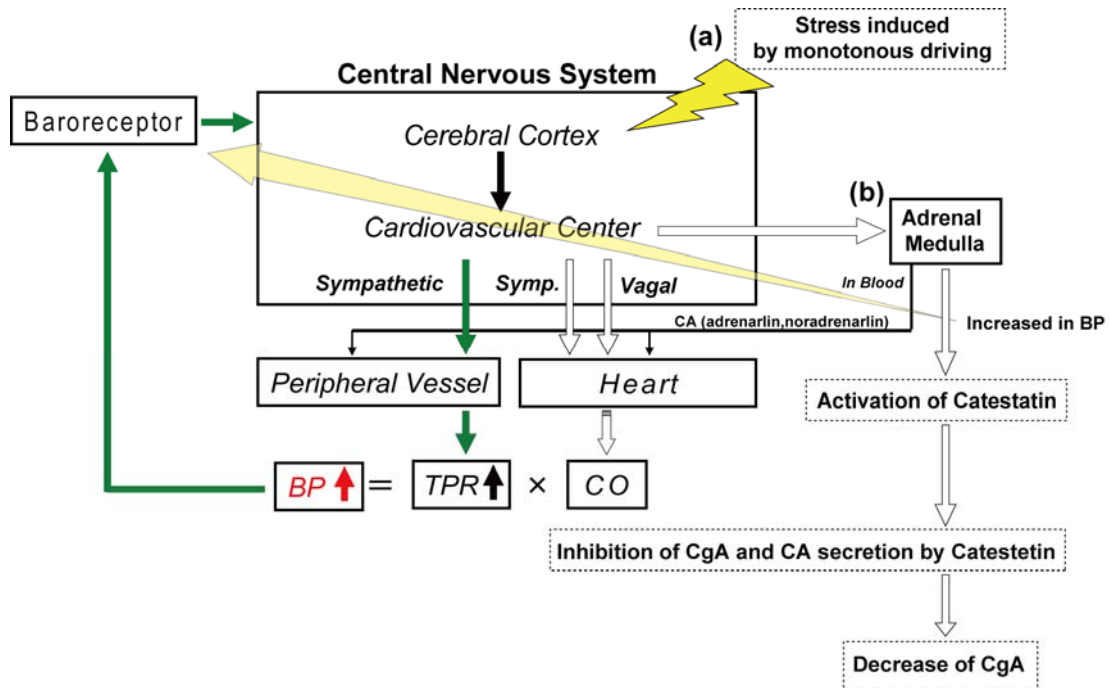 (a)
Stress induced
by monotonous driving
Central Nervous System
Baroreceptor
Cerebral Cortex
(b)
Cardiovascular Center
Adrenal
Medulla
Sympathetic
Symp.
Vagal
In Blood
CA (adrenarlin,noradrenarlin)
Increased in BP
Peripheral Vessel
Heart
Activation of Catestatin
BP = TPR × CO
Inhibition of CgA and CA secretion by Catestetin
Decrease of CgA